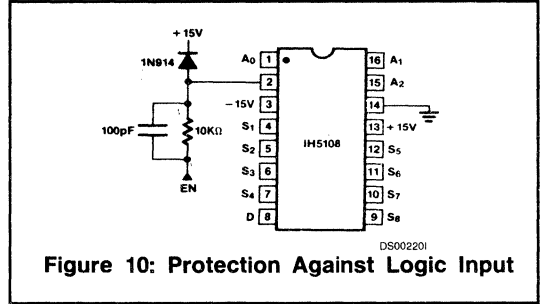 + 15V
1N914
100pF
10KΩ
EN
A0 1
2
−15V 3
S1 4
S2 5
S3 6
S4 7
D 8
IH5108
16 A1
15 A2
14
13 + 15V
12 S5
11 S6
10 S7
9 S8
DS00220I
Figure 10: Protection Against Logic Input